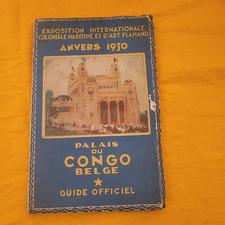 EXPOSITION INTERNATIONALE
COLONIALE MARITIME ET D'ART FLAMAND
ANVERS 1930
PALAIS
DU
CONGO
BELGE
GUIDE OFFICIEL